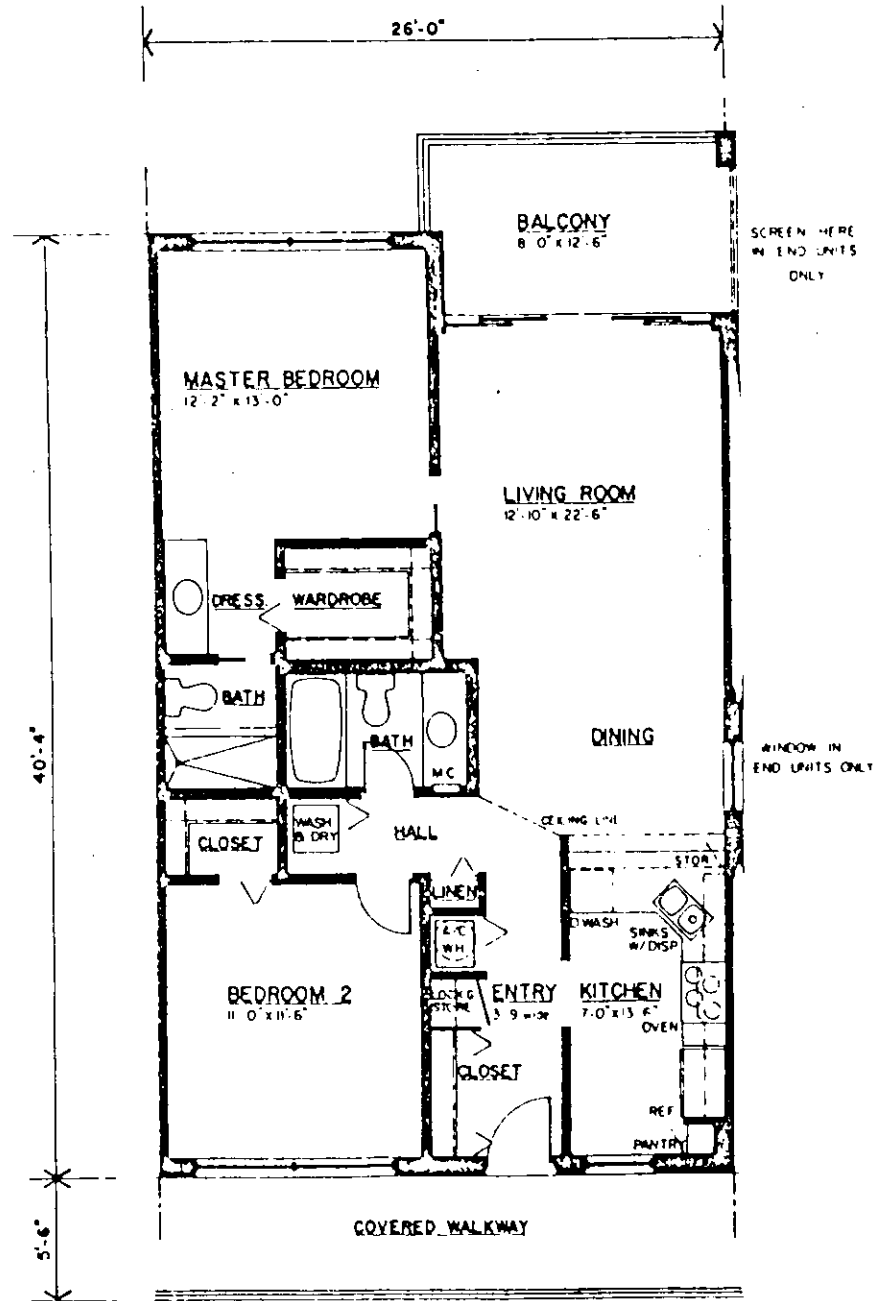 26'-0"
BALCONY
8'-0" x 12'-6"
SCREEN HERE
IN END UNITS
ONLY
MASTER BEDROOM
12'-2" x 13'-0"
LIVING ROOM
12'-10" x 22'-6"
DRESS.
WARDROBE
BATH
BATH
M C
DINING
WINDOW IN
END UNITS ONLY
40'-4"
CEILING LINE
WASH
& DRY
HALL
CLOSET
STOR
LINEN
D WASH
SINKS
W/DISP
A/C
WH
BEDROOM 2
11'-0" x 11'-6"
ENTRY
3'-9" wide
KITCHEN
7'-0" x 13'-6"
OVEN
STORE
CLOSET
REF
PANTRY
COVERED WALKWAY
5'-6"